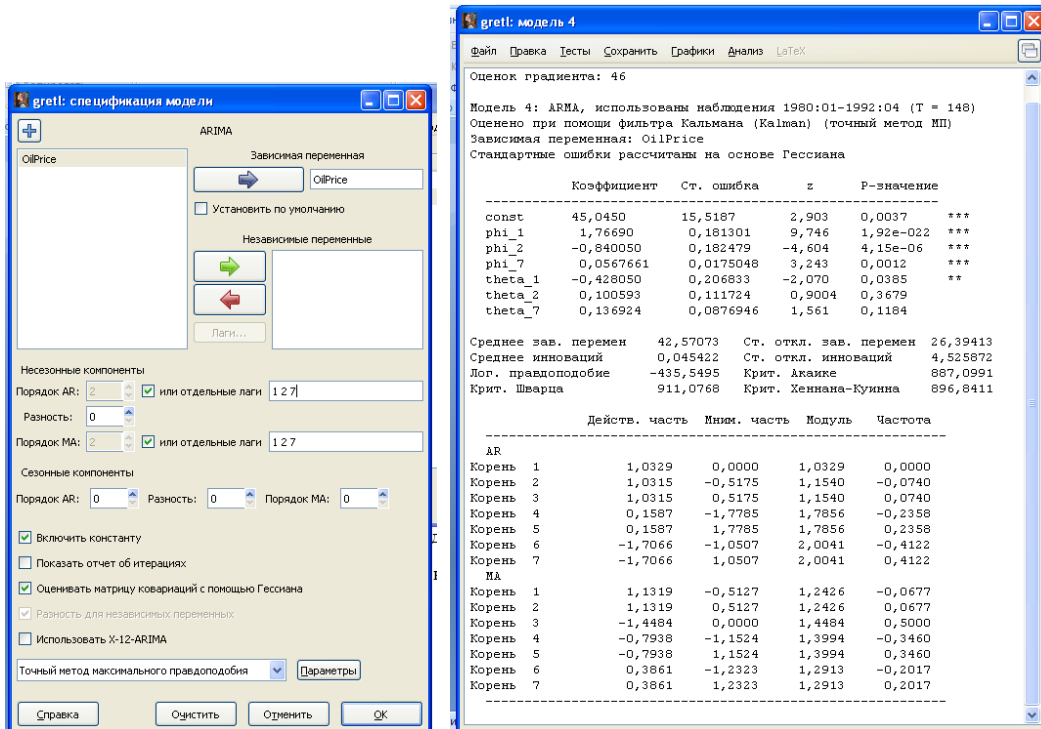 gretl: спецификация модели
ARIMA
OilPrice
Зависимая переменная
OilPrice
Установить по умолчанию
Независимые переменные
Лаги...
Несезонные компоненты
Порядок AR: 2 или отдельные лаги 1 2 7
Разность: 0
Порядок MA: 2 или отдельные лаги 1 2 7
Сезонные компоненты
Порядок AR: 0 Разность: 0 Порядок MA: 0
Включить константу
Показать отчет об итерациях
Оценивать матрицу ковариаций с помощью Гессиана
Разность для независимых переменных
Использовать X-12-ARIMA
Точный метод максимального правдоподобия Параметры
Справка Очистить Отменить OK
gretl: модель 4
Файл Правка Тесты Сохранить Графики Анализ LaTeX
Оценок градиента: 46
Модель 4: ARMA, использованы наблюдения 1980:01-1992:04 (T = 148)
Оценено при помощи фильтра Кальмана (Kalman) (точный метод МП)
Зависимая переменная: OilPrice
Стандартные ошибки рассчитаны на основе Гессиана
Коэффициент Ст. ошибка z P-значение
const 45,0450 15,5187 2,903 0,0037 ***
phi_1 1,76690 0,181301 9,746 1,92e-022 ***
phi_2 -0,840050 0,182479 -4,604 4,15e-06 ***
phi_7 0,0567661 0,0175048 3,243 0,0012 ***
theta_1 -0,428050 0,206833 -2,070 0,0385 **
theta_2 0,100593 0,111724 0,9004 0,3679
theta_7 0,136924 0,0876946 1,561 0,1184
Среднее зав. перемен 42,57073 Ст. откл. зав. перемен 26,39413
Среднее инноваций 0,045422 Ст. откл. инноваций 4,525872
Лог. правдоподобие -435,5495 Крит. Акаике 887,0991
Крит. Шварца 911,0768 Крит. Хеннана-Куинна 896,8411
Действ. часть Мним. часть Модуль Частота
AR
Корень 1 1,0329 0,0000 1,0329 0,0000
Корень 2 1,0315 -0,5175 1,1540 -0,0740
Корень 3 1,0315 0,5175 1,1540 0,0740
Корень 4 0,1587 -1,7785 1,7856 -0,2358
Корень 5 0,1587 1,7785 1,7856 0,2358
Корень 6 -1,7066 -1,0507 2,0041 -0,4122
Корень 7 -1,7066 1,0507 2,0041 0,4122
MA
Корень 1 1,1319 -0,5127 1,2426 -0,0677
Корень 2 1,1319 0,5127 1,2426 0,0677
Корень 3 -1,4484 0,0000 1,4484 0,5000
Корень 4 -0,7938 -1,1524 1,3994 -0,3460
Корень 5 -0,7938 1,1524 1,3994 0,3460
Корень 6 0,3861 -1,2323 1,2913 -0,2017
Корень 7 0,3861 1,2323 1,2913 0,2017